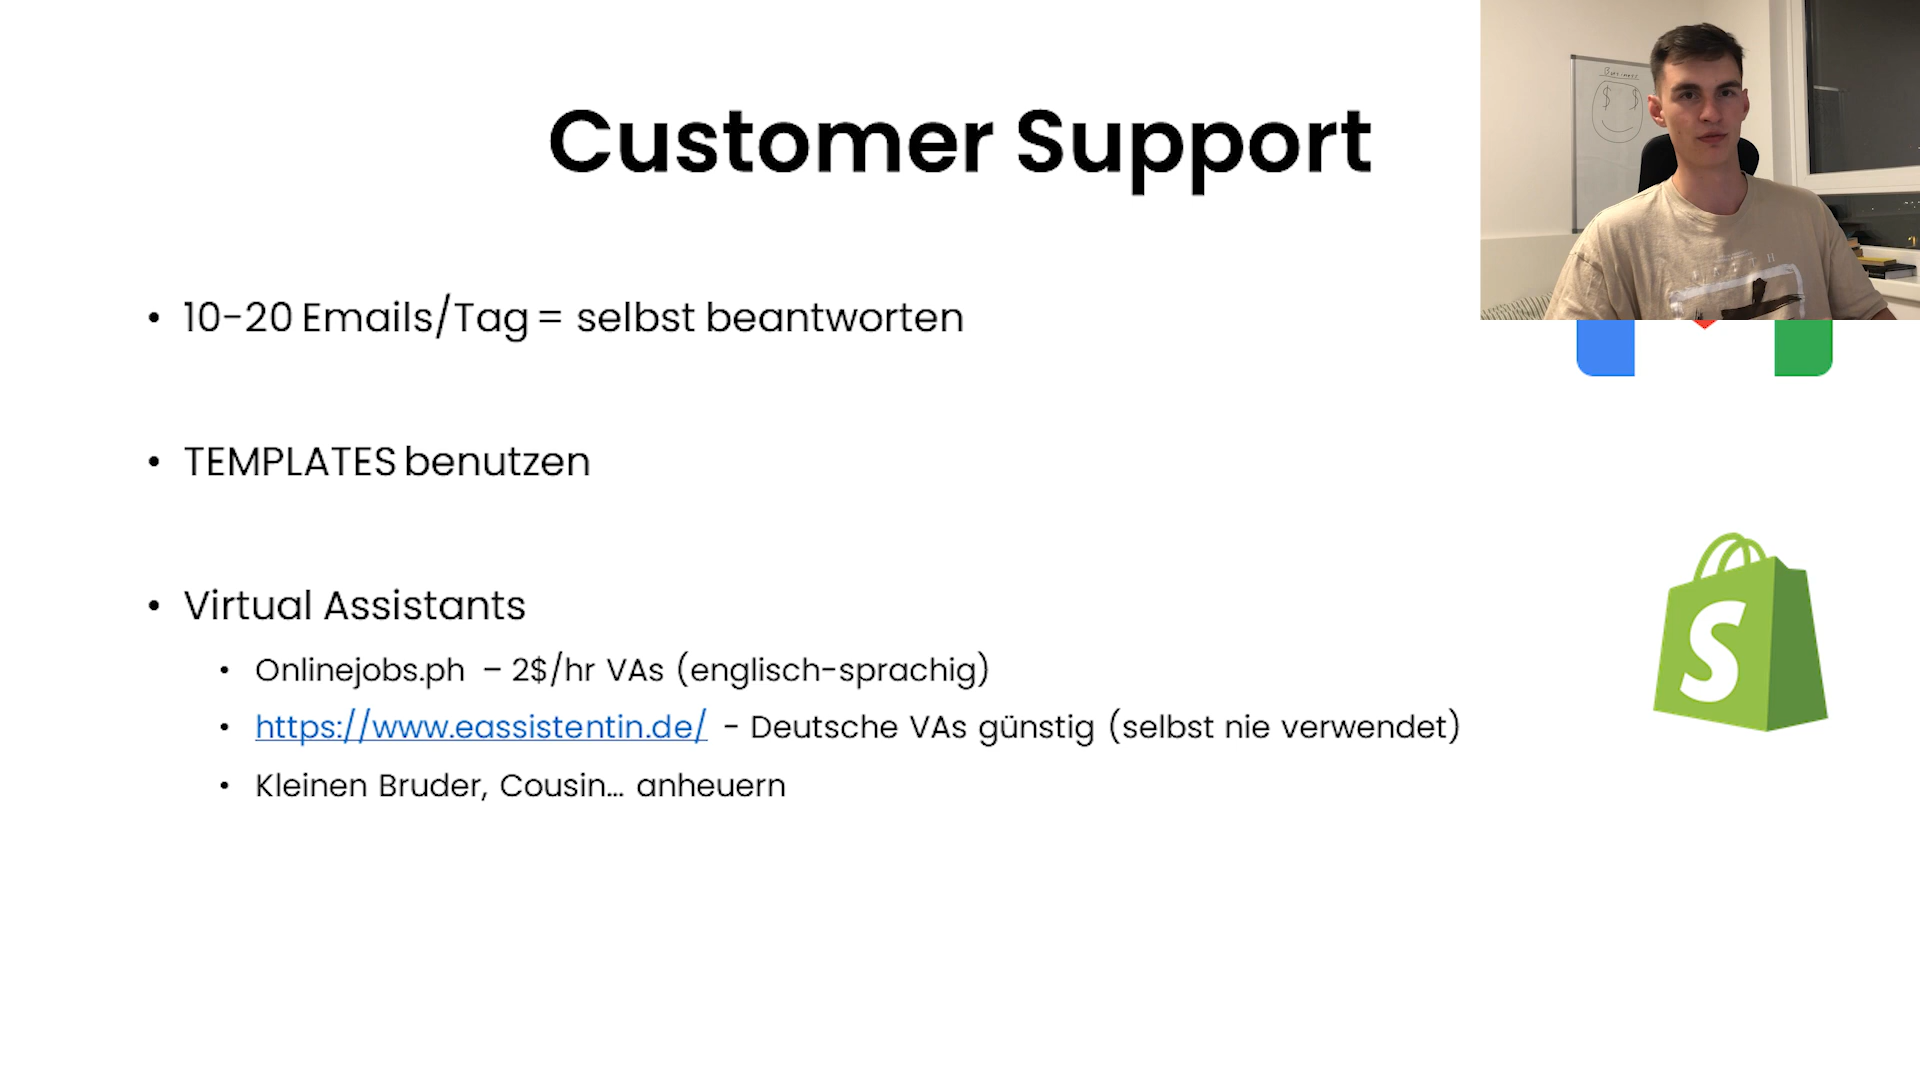 Customer Support
Business
$ $
• 10-20 Emails/Tag = selbst beantworten
• TEMPLATES benutzen
• Virtual Assistants
• Onlinejobs.ph – 2$/hr VAs (englisch-sprachig)
• https://www.eassistentin.de/ - Deutsche VAs günstig (selbst nie verwendet)
• Kleinen Bruder, Cousin... anheuern
S